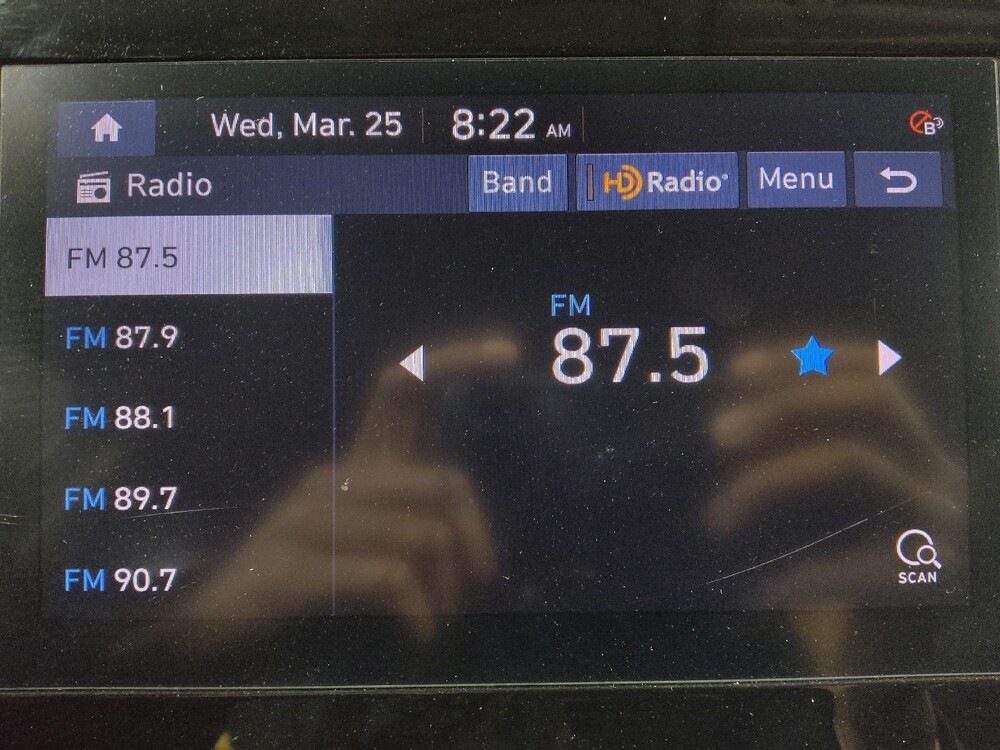 Wed, Mar. 25 8:22 AM
B
Radio Band HD Radio® Menu
FM 87.5
FM 87.9
FM 88.1
FM 89.7
FM 90.7
FM
87.5
SCAN